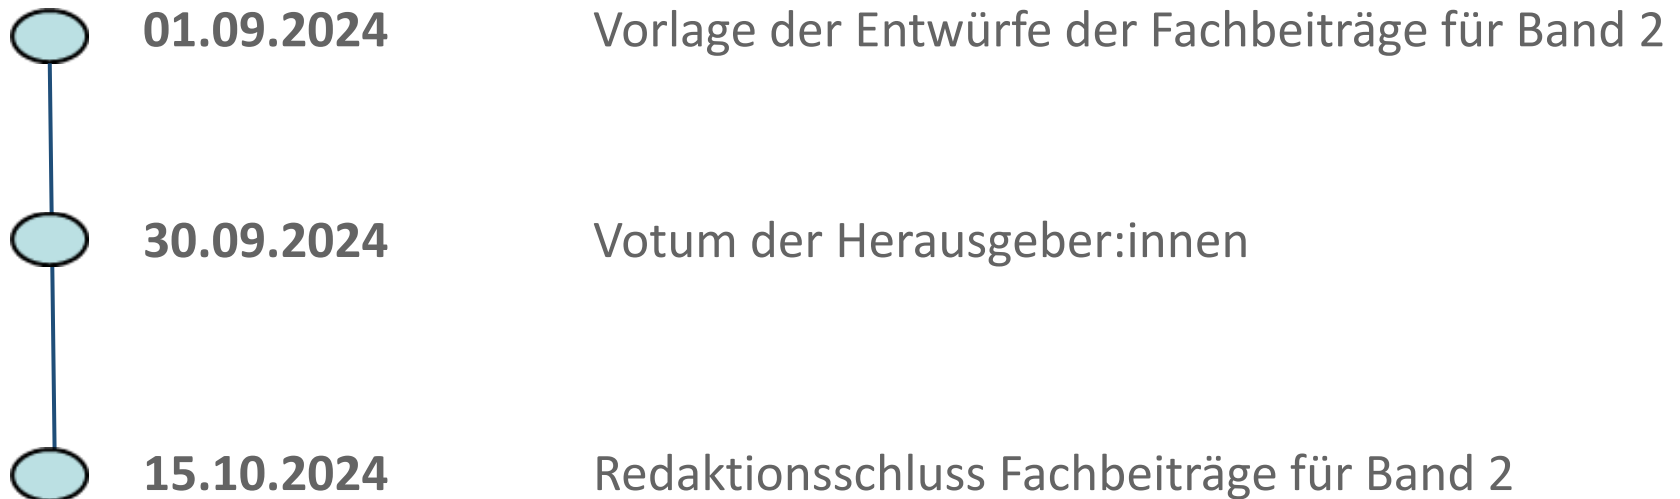 01.09.2024 Vorlage der Entwürfe der Fachbeiträge für Band 2
30.09.2024 Votum der Herausgeber:innen
15.10.2024 Redaktionsschluss Fachbeiträge für Band 2